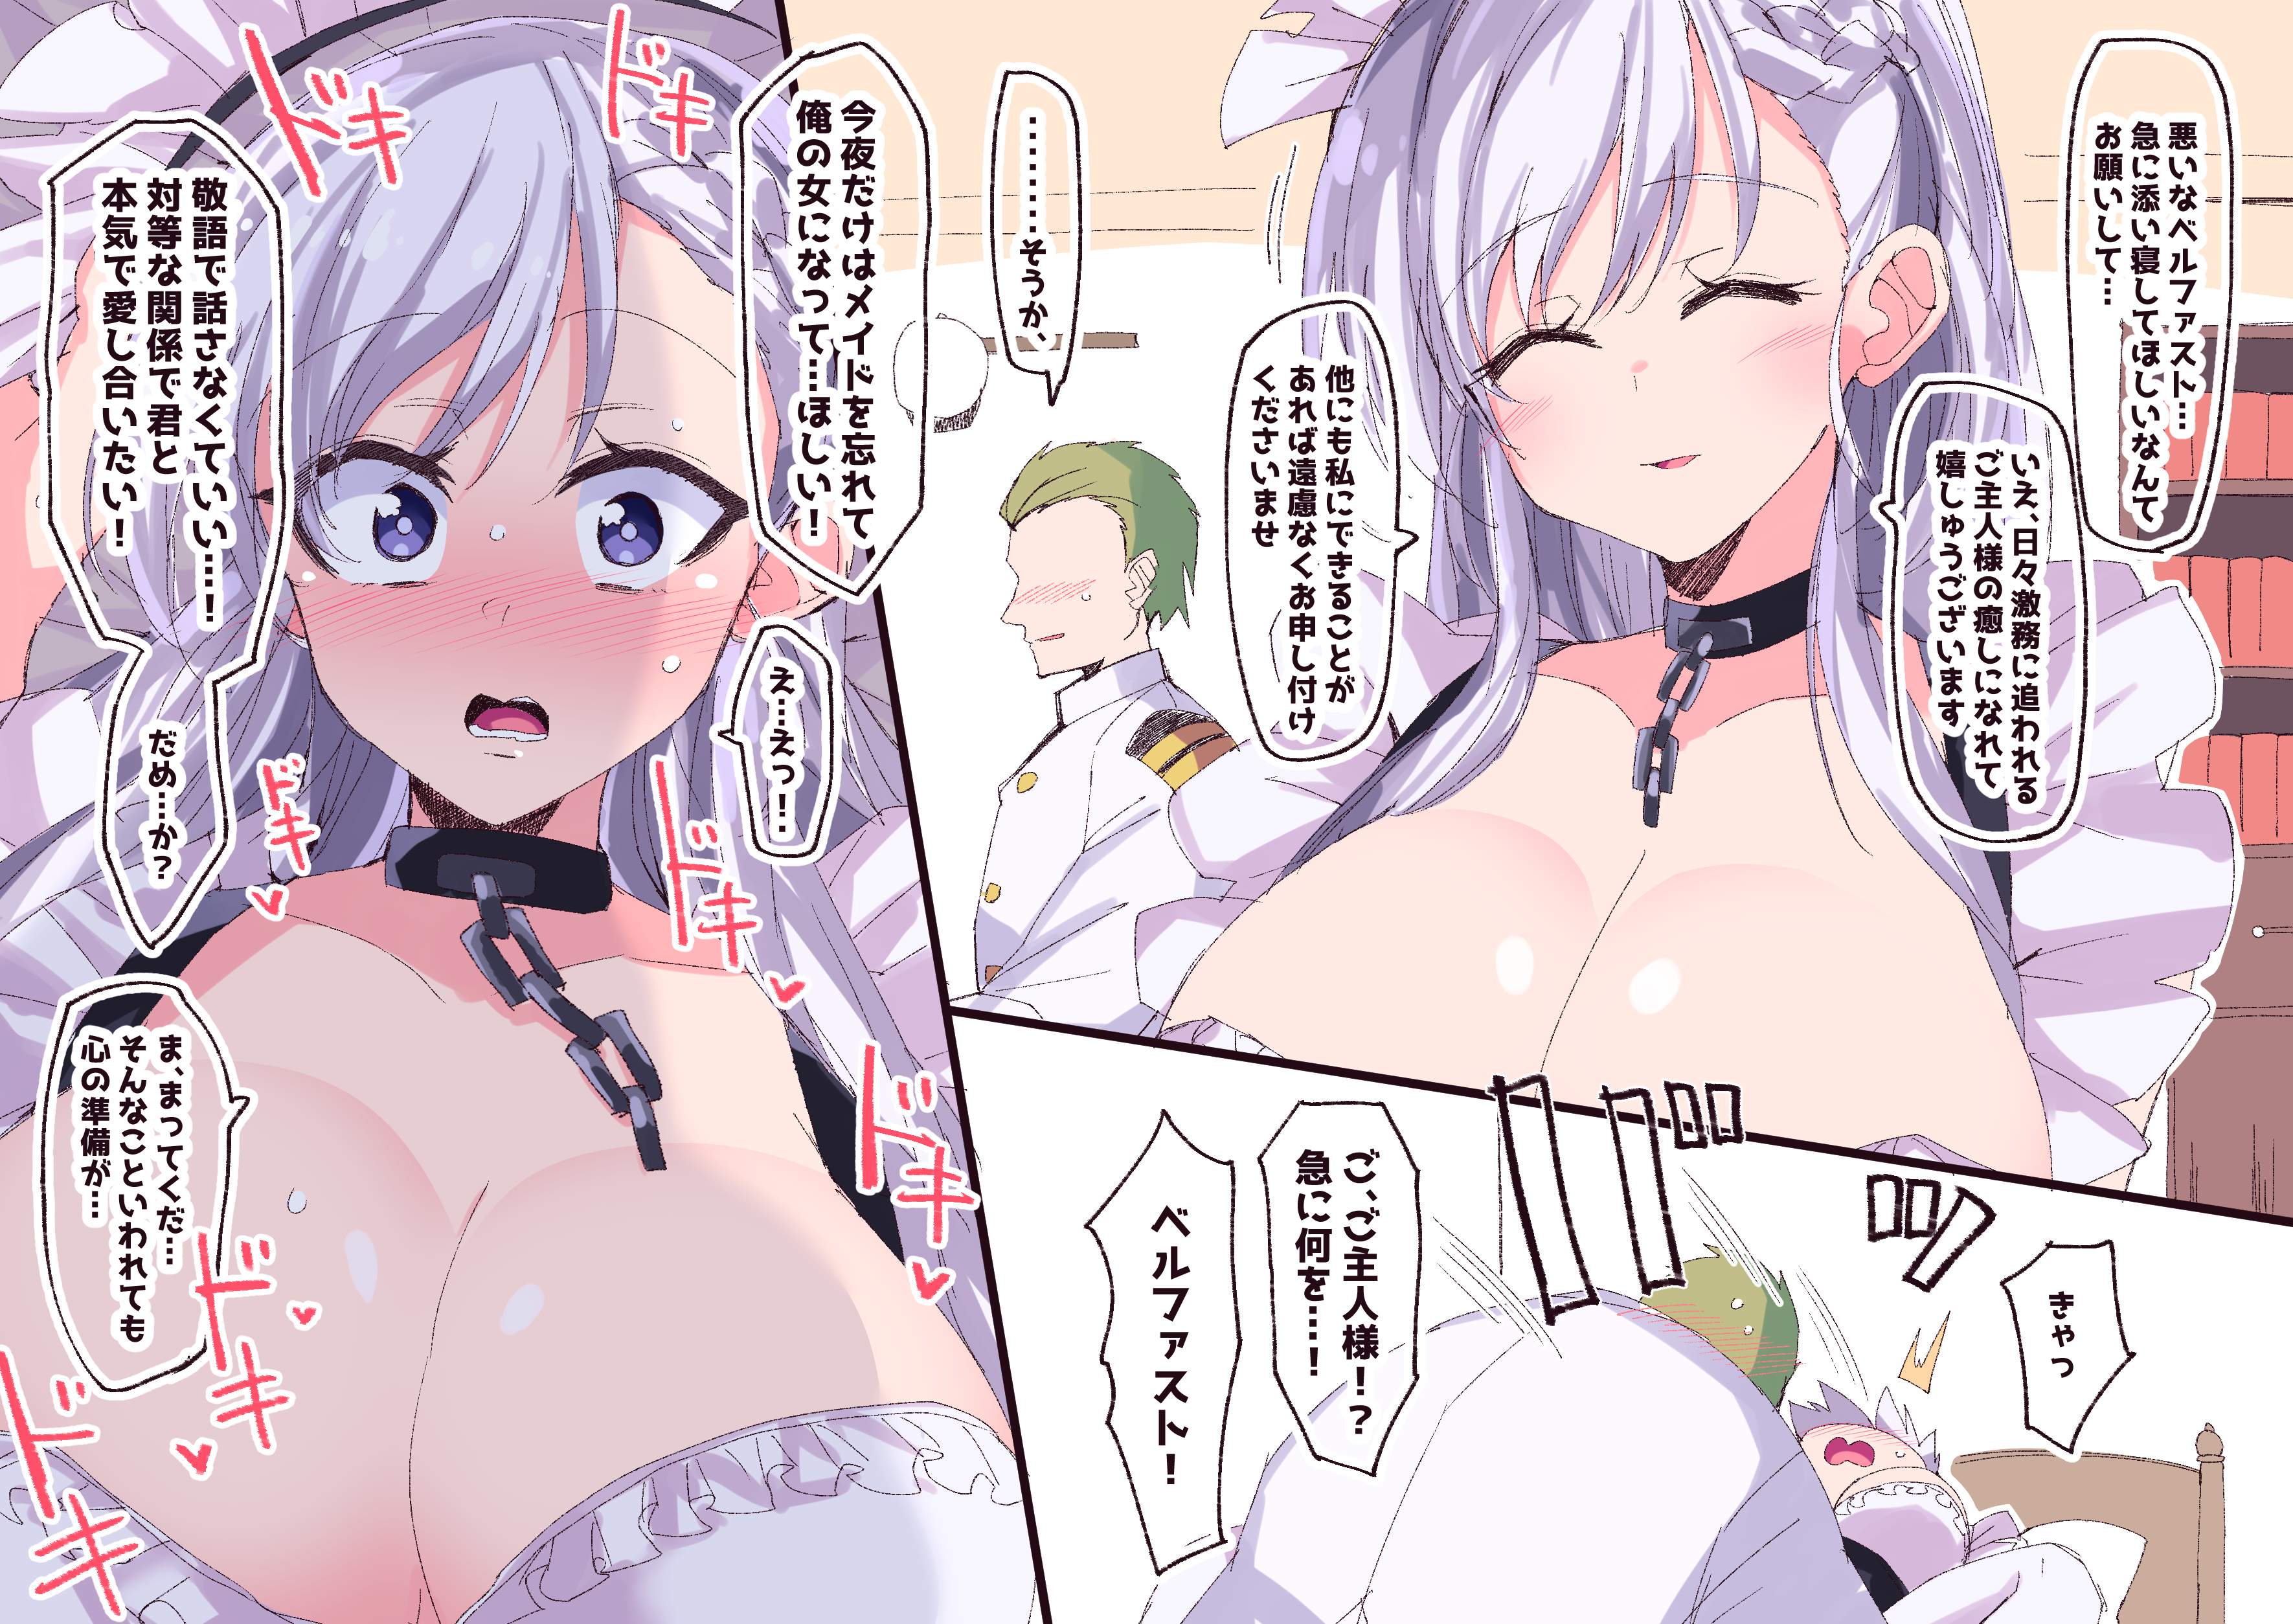 悪いなベルファスト…
急に添い寝してほしいなんて
お願いして…
いえ、日々激務に追われる
ご主人様の癒しになれて
嬉しゅうございます
他にも私にできることが
あれば遠慮なくお申し付け
くださいませ
………そうか、
きゃっ
ガバッ
ご、ご主人様！？
急に何を……！
ベルファスト！
今夜だけはメイドを忘れて
俺の女になって…ほしい！
え…えっ！？
敬語で話さなくていい……！
対等な関係で君と
本気で愛し合いたい！
だめ……か？
ま、まってくだ…
そんなこといわれても
心の準備が…
ドキ
ドキ
ドキ
ドキ
ドキ
ドキ
ドキ